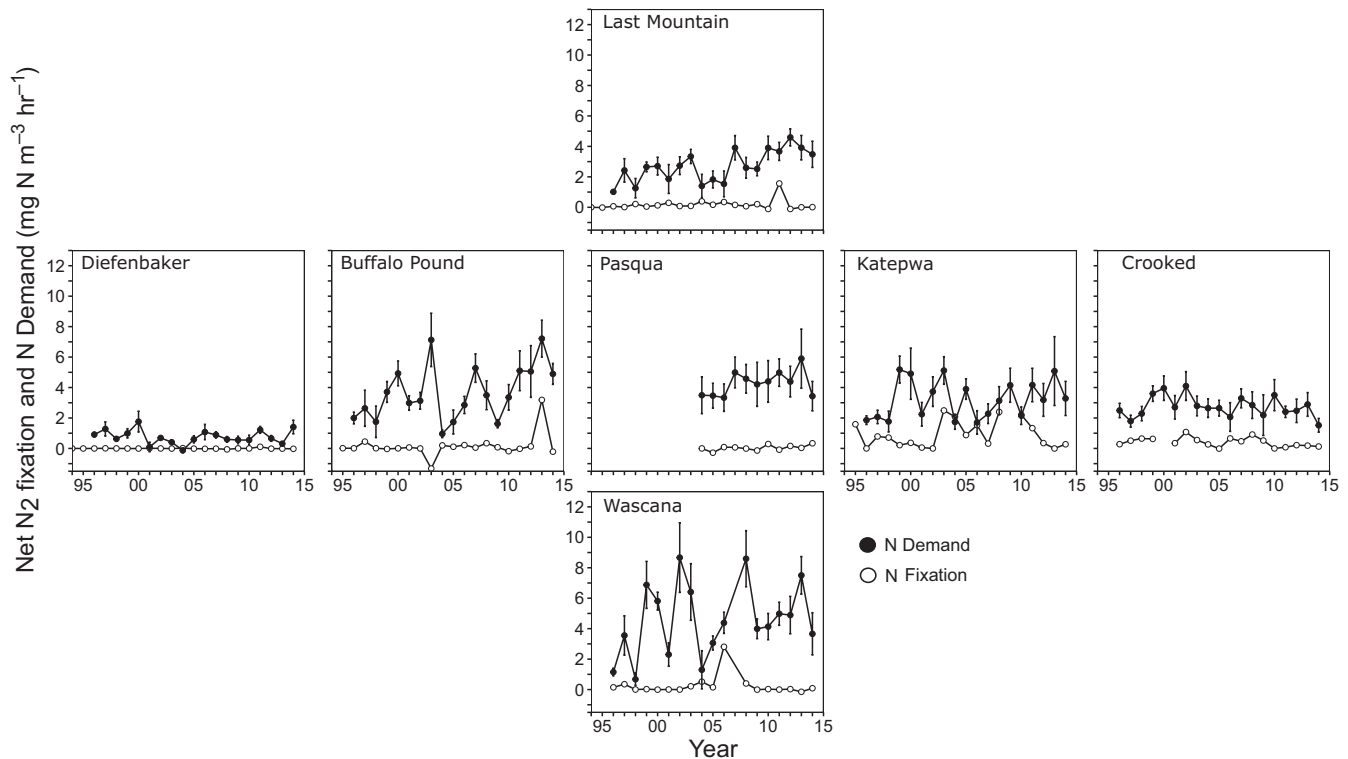 Net N2 fixation and N Demand (mg N m−3 hr−1)
Last Mountain
12
10
8
6
4
2
0
Diefenbaker
12
10
8
6
4
2
0
95 00 05 10 15
Buffalo Pound
95 00 05 10 15
Pasqua
Katepwa
95 00 05 10 15
Crooked
95 00 05 10 15
Wascana
12
10
8
6
4
2
0
95 00 05 10 15
Year
N Demand
N Fixation